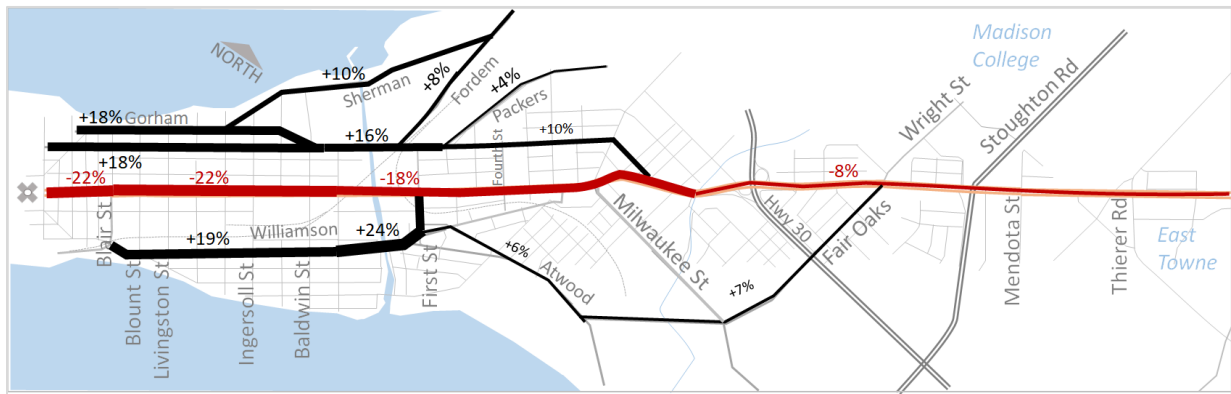 Madison
College
NORTH
+10%
Sherman
+8%
Fordem
+4%
Packers
Wright St
Stoughton Rd
+18%
Gorham
+16%
+10%
+18%
Fourth St
-22%
-22%
-18%
-8%
Blair St
+19%
Williamson
+24%
First St
+6%
Atwood
Milwaukee St
+7%
Hwy 30
Fair Oaks
Mendota St
Thierer Rd
East
Towne
Blount St
Livingston St
Ingersoll St
Baldwin St